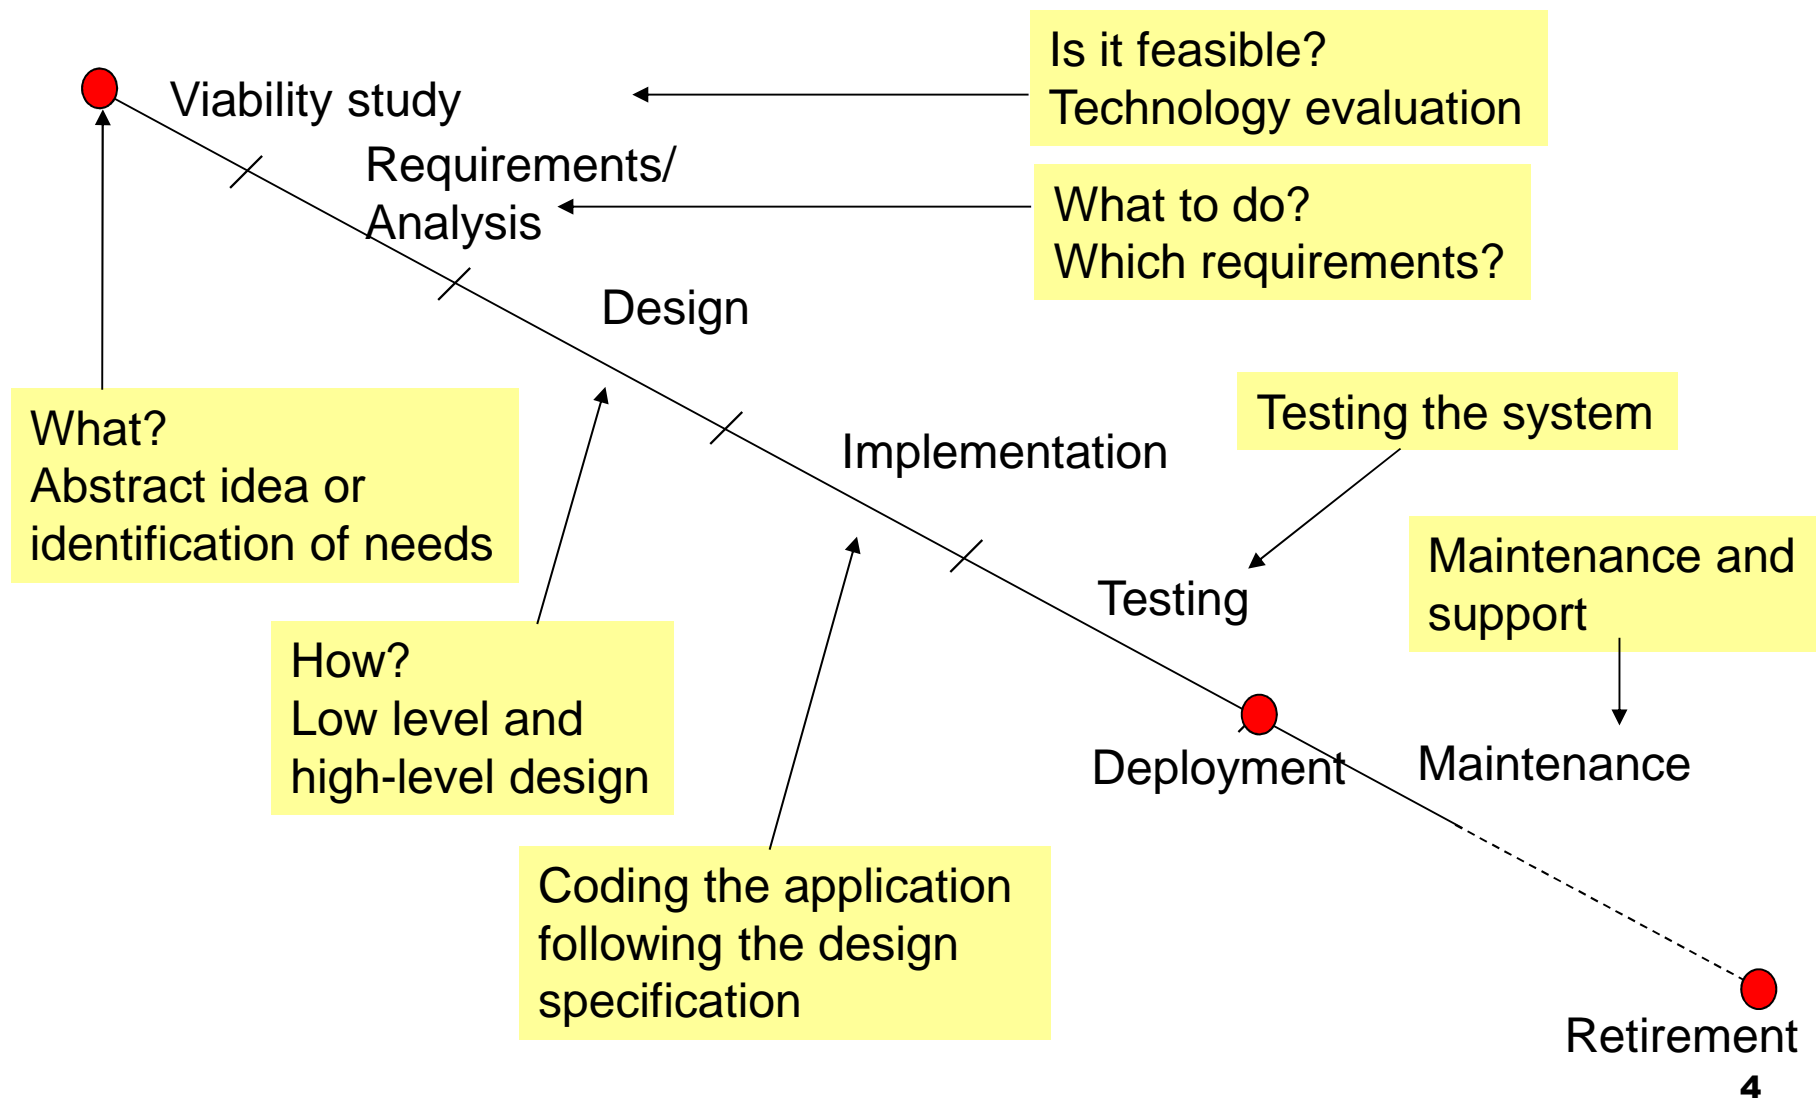 Is it feasible?
Technology evaluation
Viability study
Requirements/
Analysis
What to do?
Which requirements?
Design
What?
Abstract idea or
identification of needs
Testing the system
Implementation
Maintenance and
support
Testing
How?
Low level and
high-level design
Deployment
Maintenance
Coding the application
following the design
specification
Retirement
4